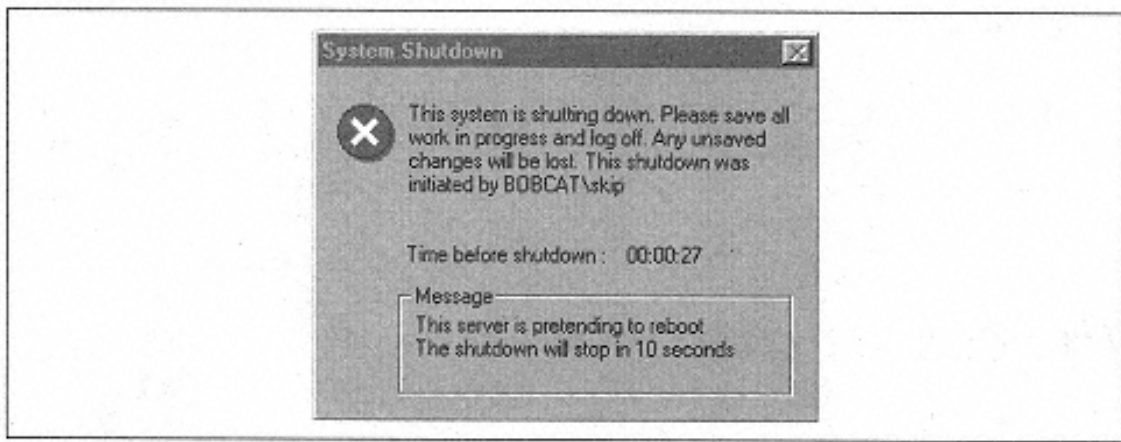 System Shutdown
This system is shutting down. Please save all
work in progress and log off. Any unsaved
changes will be lost. This shutdown was
initiated by BOBCAT\skip
Time before shutdown : 00:00:27
Message
This server is pretending to reboot
The shutdown will stop in 10 seconds